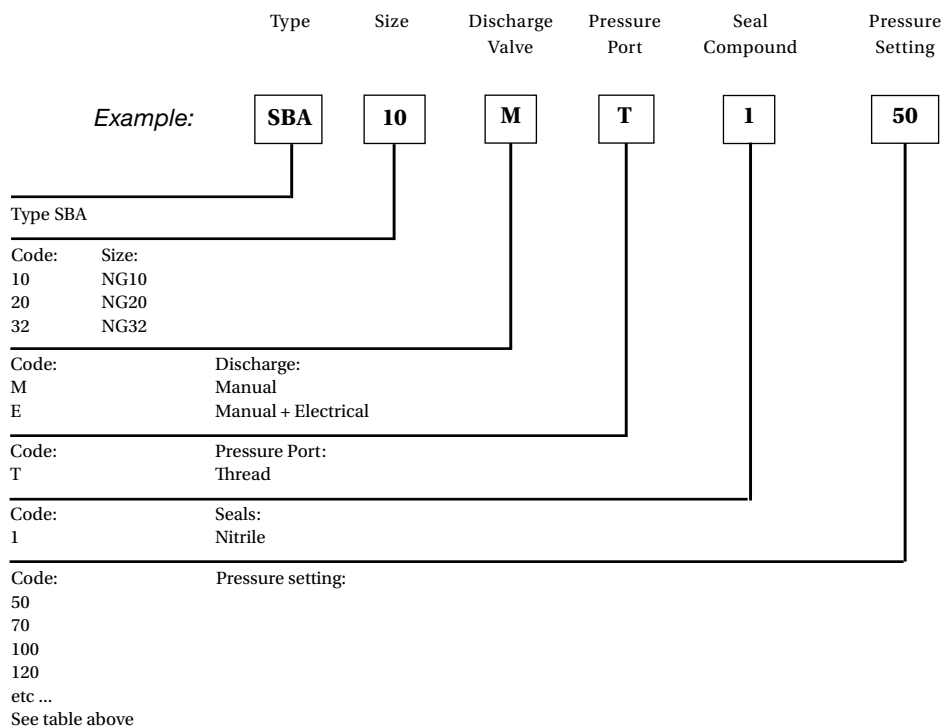 Type Size Discharge Pressure Seal Pressure
Valve Port Compound Setting
Example: SBA 10 M T 1 50
Type SBA
Code: Size:
10 NG10
20 NG20
32 NG32
Code: Discharge:
M Manual
E Manual + Electrical
Code: Pressure Port:
T Thread
Code: Seals:
1 Nitrile
Code: Pressure setting:
50
70
100
120
etc ...
See table above